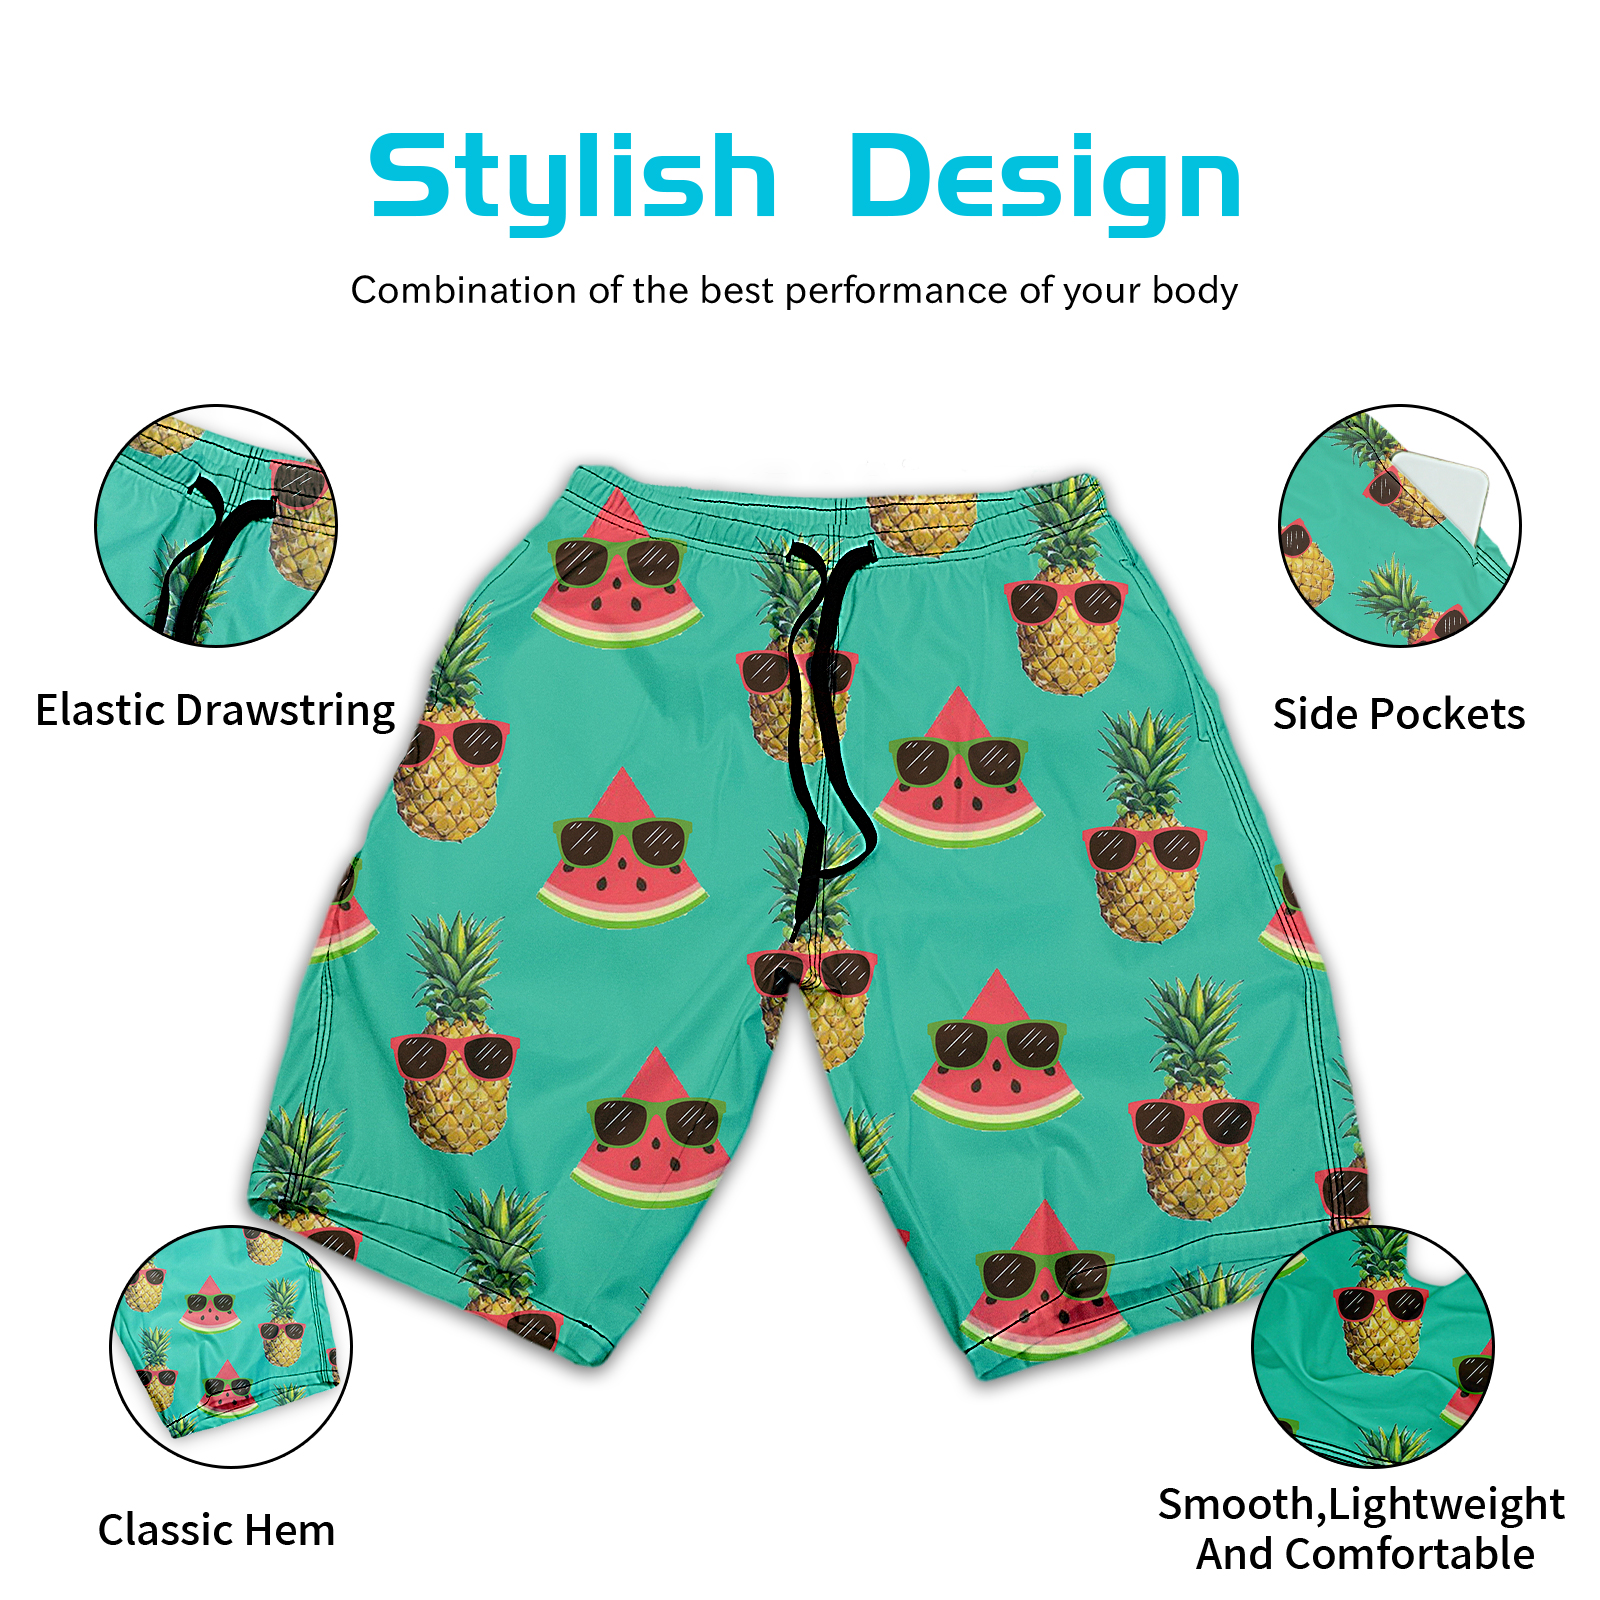 Stylish Design
Combination of the best performance of your body
Elastic Drawstring
Side Pockets
Classic Hem
Smooth,Lightweight
And Comfortable